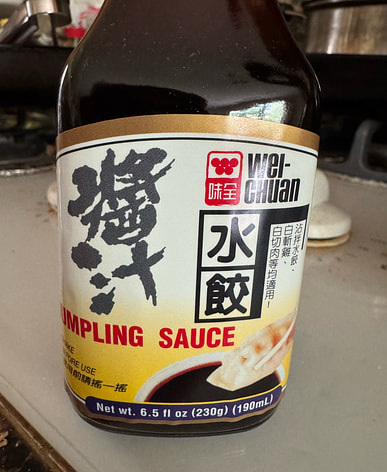 醬汁
味全
WEI-
CHUAN
水餃
沾拌水餃、
白斬雞、
白切肉等均適用！
UMPLING SAUCE
KE
ORE USE
前請搖一搖
Net wt. 6.5 fl oz (230g) (190mL)